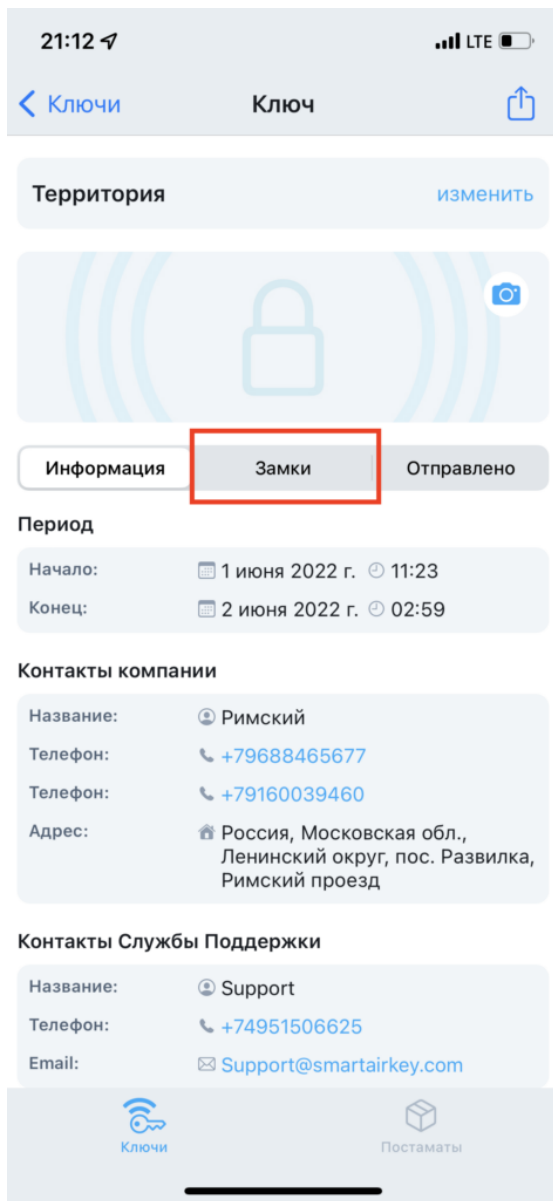 21:12 LTE
Ключи Ключ
Территория изменить
Информация Замки Отправлено
Период
Начало: 1 июня 2022 г. 11:23
Конец: 2 июня 2022 г. 02:59
Контакты компании
Название: Римский
Телефон: +79688465677
Телефон: +79160039460
Адрес: Россия, Московская обл.,
Ленинский округ, пос. Развилка,
Римский проезд
Контакты Службы Поддержки
Название: Support
Телефон: +74951506625
Email: Support@smartairkey.com
Ключи Постаматы